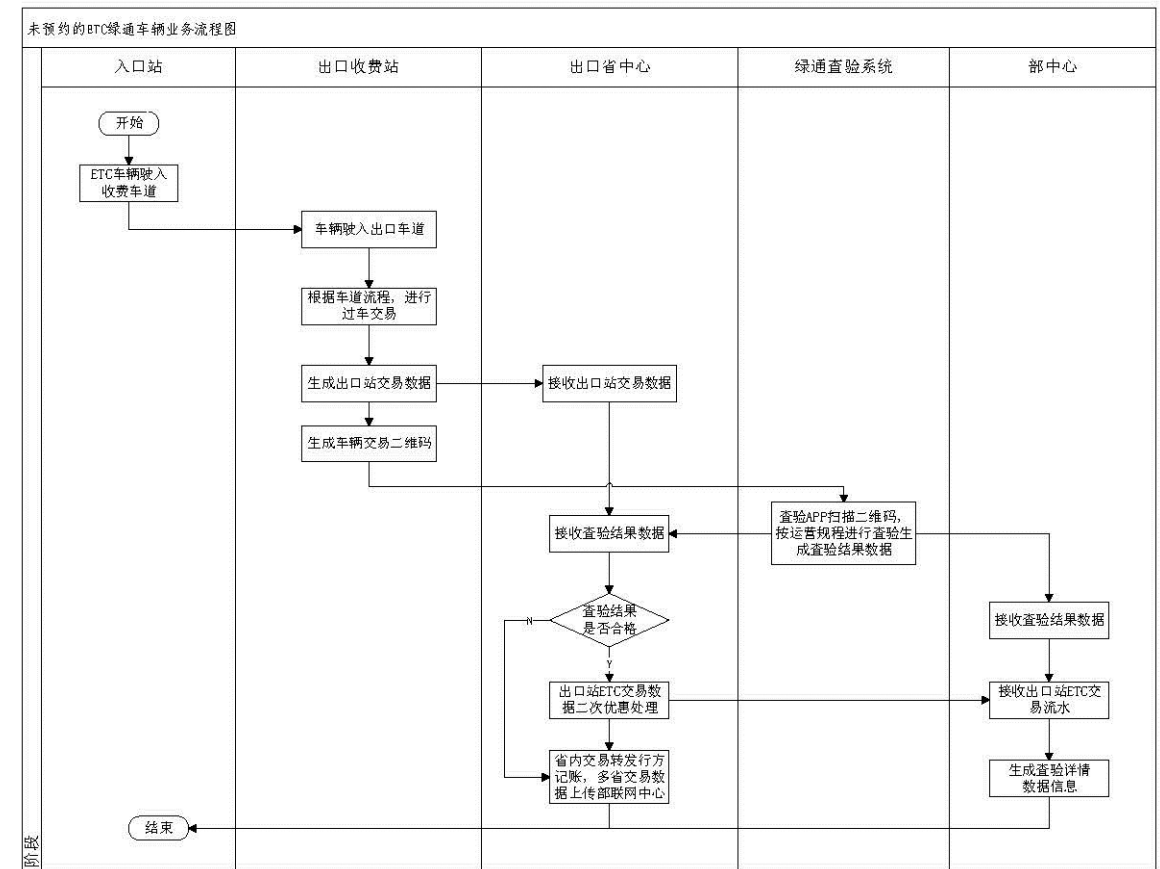 未预约的ETC绿通车辆业务流程图
入口站
出口收费站
出口省中心
绿通查验系统
部中心
开始
ETC车辆驶入
收费车道
车辆驶入出口车道
根据车道流程，进行
过车交易
生成出口站交易数据
接收出口站交易数据
生成车辆交易二维码
查验APP扫描二维码，
按运营规程进行查验生
成查验结果数据
接收查验结果数据
查验结果
是否合格
N
Y
接收查验结果数据
出口站ETC交易数
据二次优惠处理
接收出口站ETC交
易流水
省内交易转发行方
记账，多省交易数
据上传部联网中心
生成查验详情
数据信息
结束
阶段